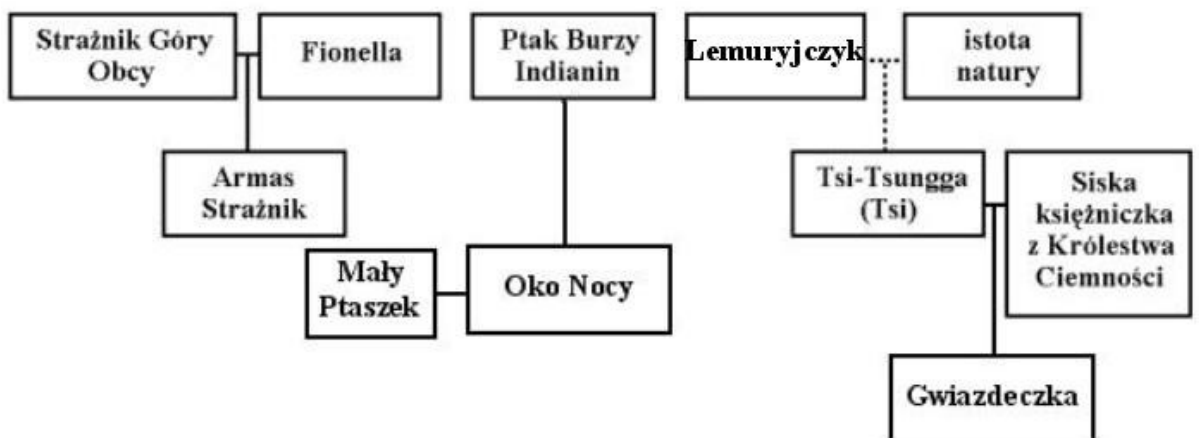 Strażnik Góry
Obcy
Fionella
Ptak Burzy
Indianin
Lemuryjczyk
istota
natury
Armas
Strażnik
Tsi-Tsungga
(Tsi)
Siska
księżniczka
z Królestwa
Ciemności
Mały
Ptaszek
Oko Nocy
Gwiazdeczka